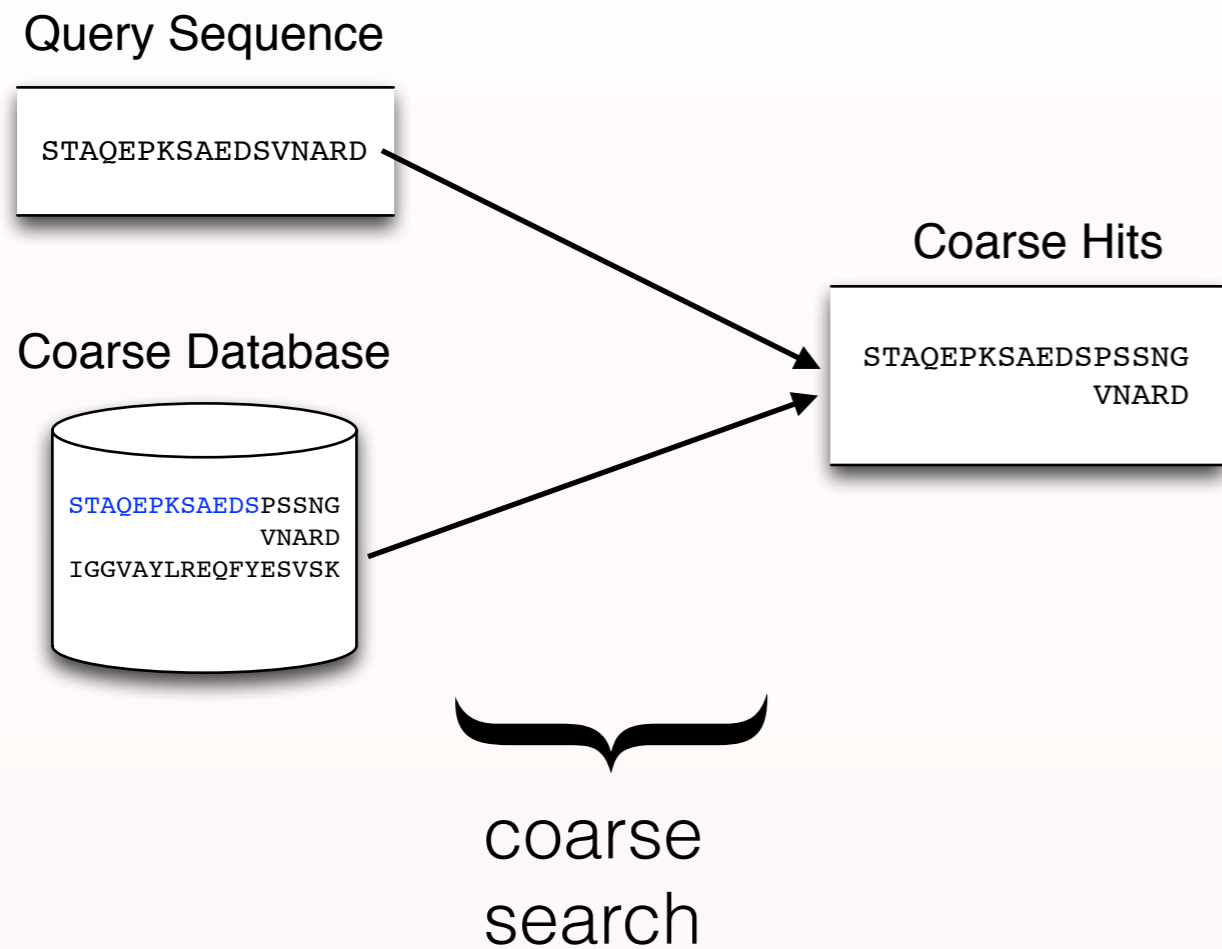 Query Sequence
STAQEPKSAEDSVNARD
Coarse Database
STAQEPKSAEDSPSSNG
VNARD
IGGVAYLREQFYESVSK
Coarse Hits
STAQEPKSAEDSPSSNG
VNARD
coarse
search